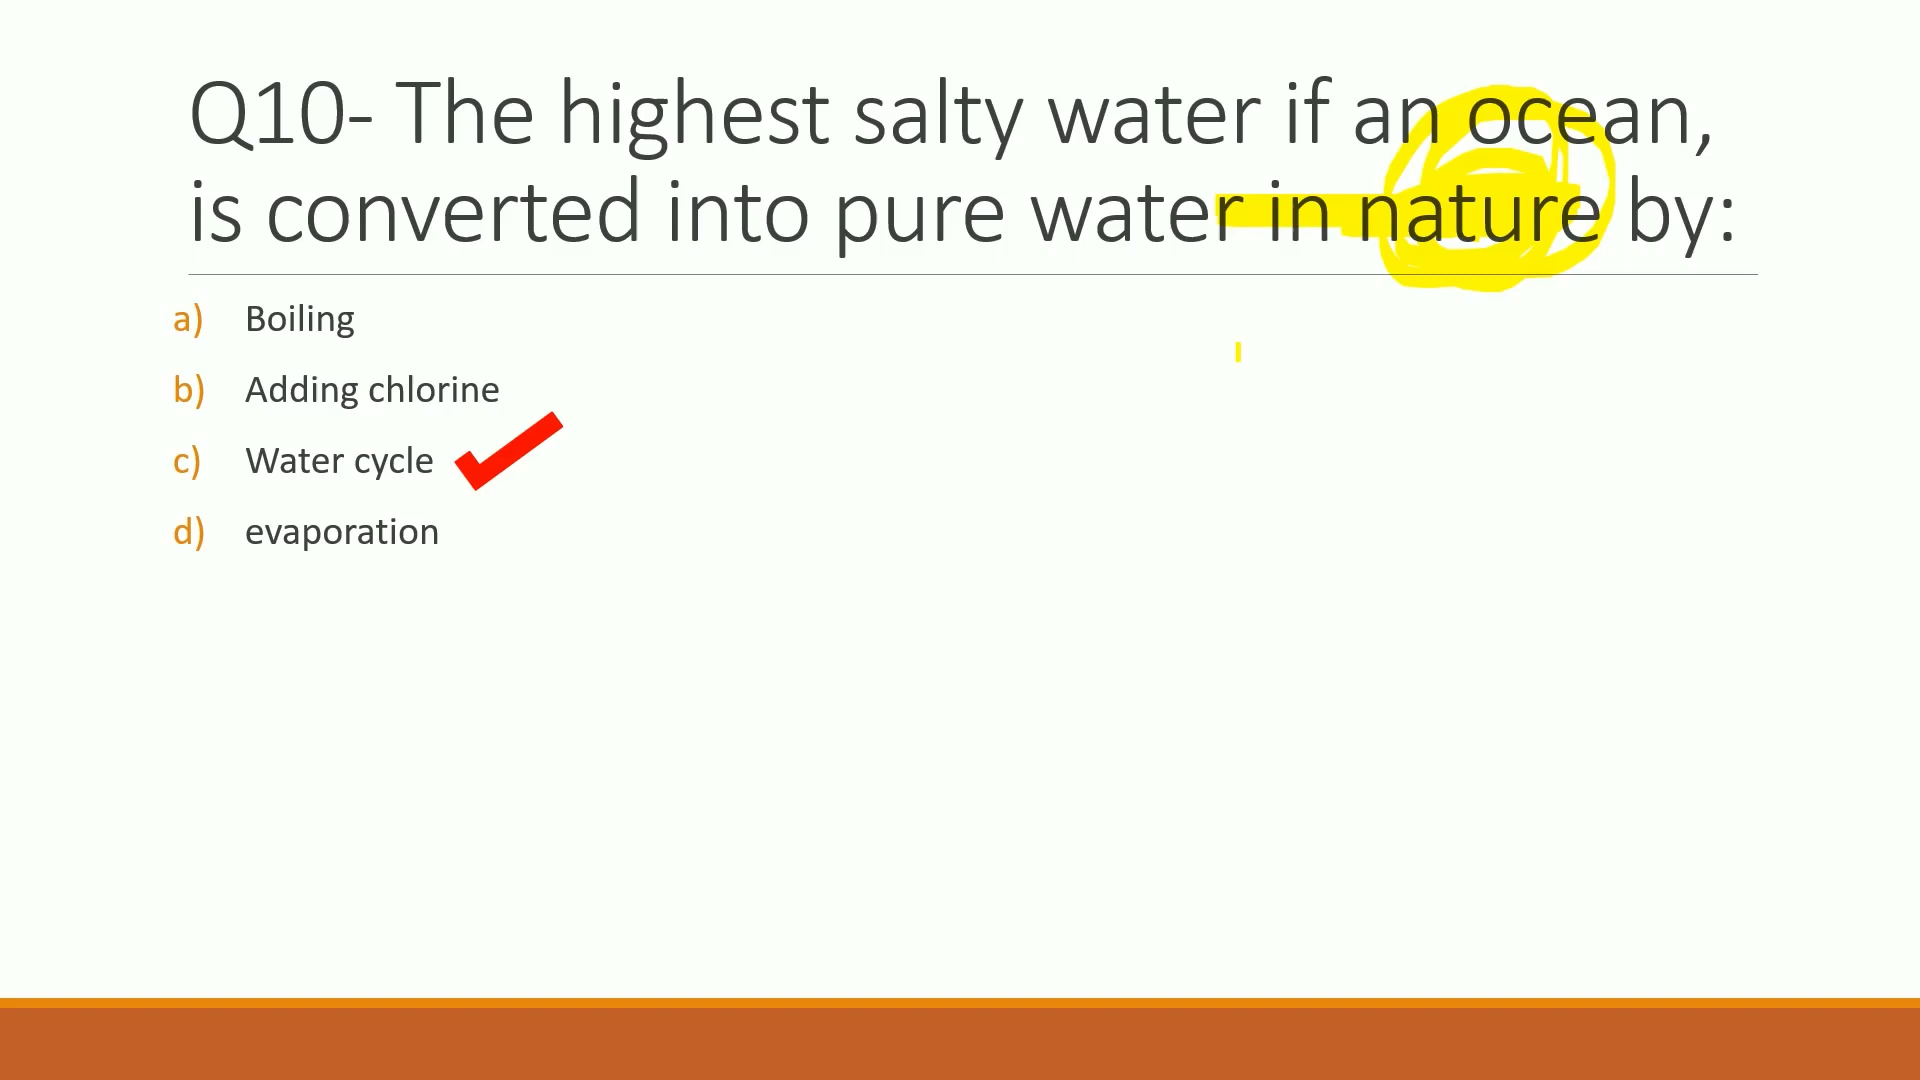 Q10- The highest salty water if an ocean,
is converted into pure water in nature by:
a) Boiling
b) Adding chlorine
c) Water cycle
d) evaporation